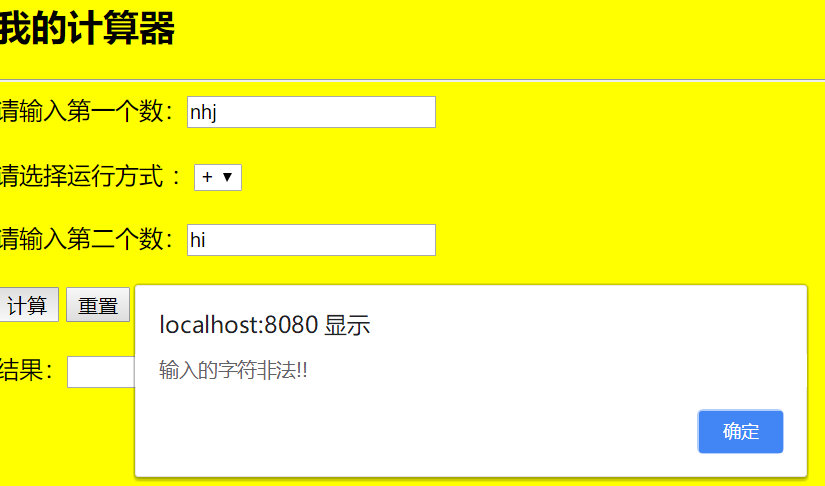 我的计算器
请输入第一个数：nhj
请选择运行方式 ：+
请输入第二个数：hi
计算 重置
localhost:8080 显示
输入的字符非法!!
结果：
确定